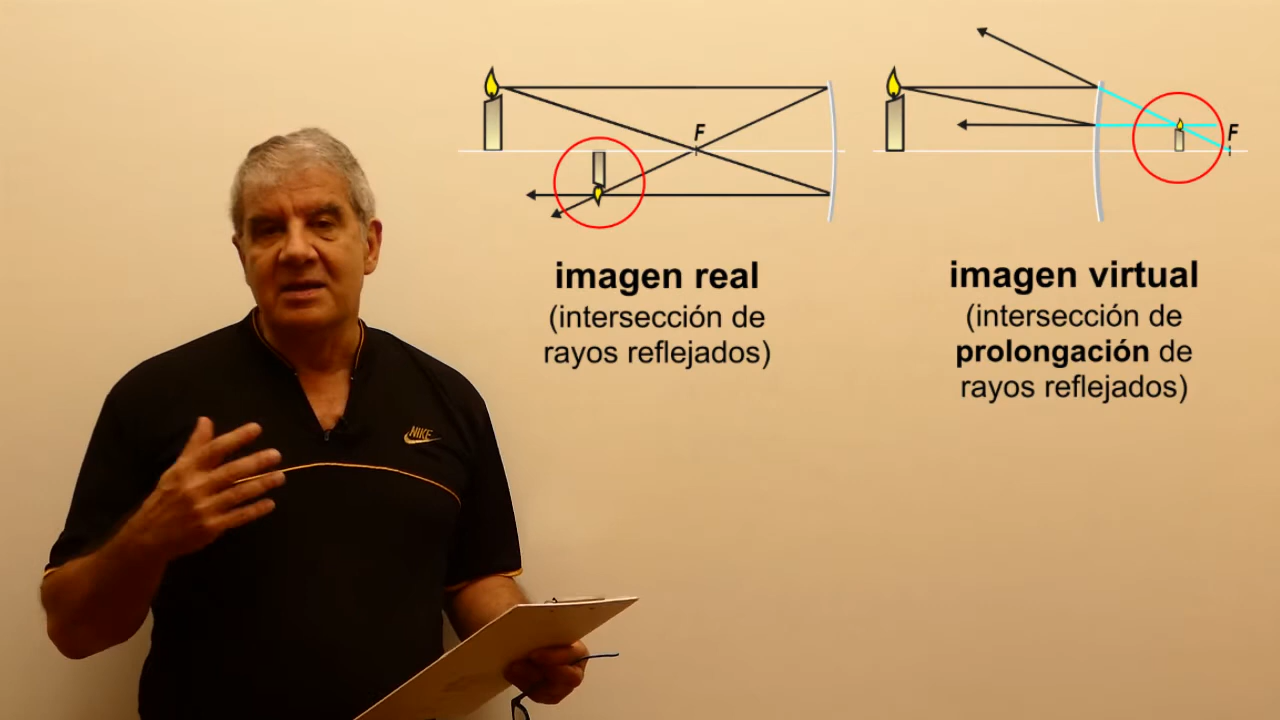 F
F
imagen real
(intersección de
rayos reflejados)
imagen virtual
(intersección de
prolongación de
rayos reflejados)
NIKE